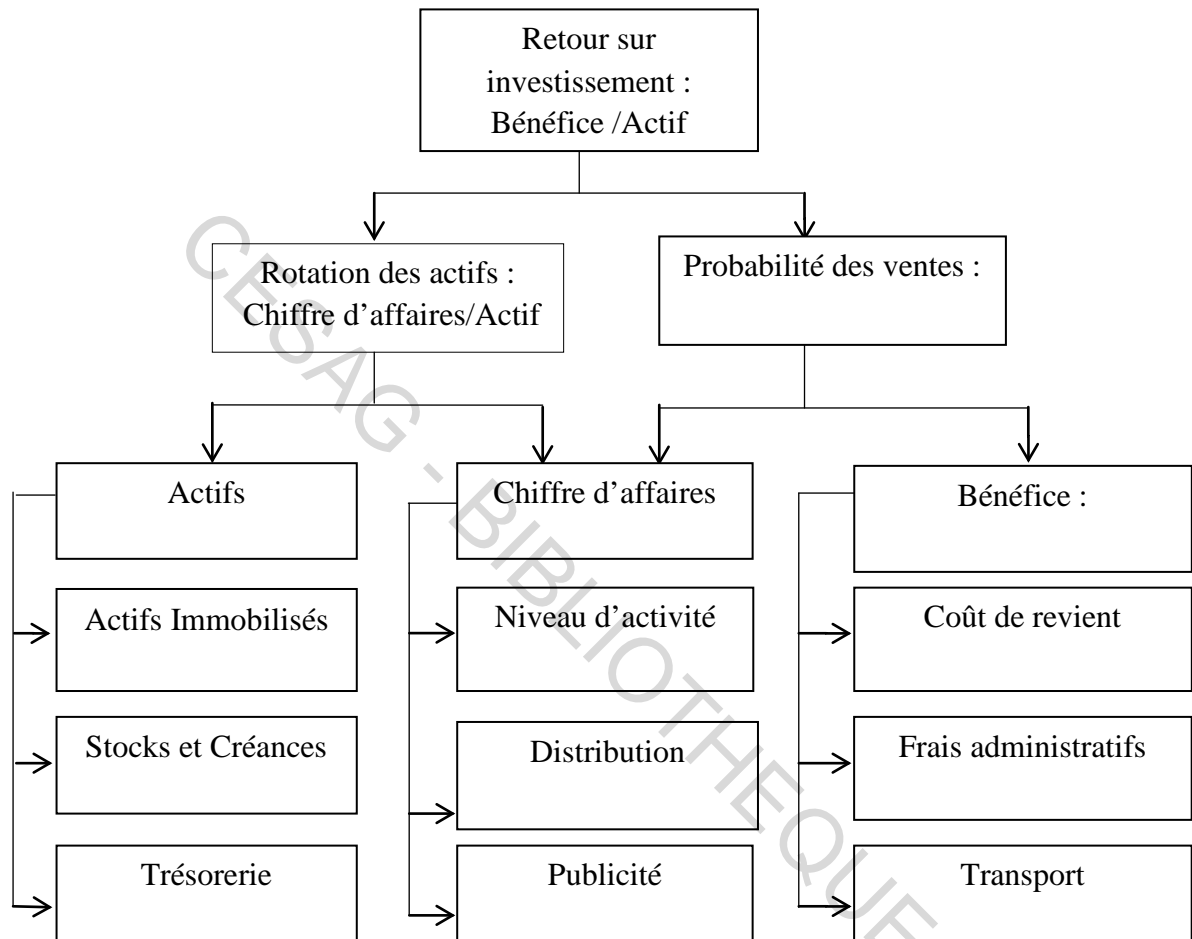 Retour sur
investissement :
Bénéfice /Actif
Rotation des actifs :
Chiffre d’affaires/Actif
Probabilité des ventes :
Actifs
Chiffre d’affaires
Bénéfice :
Actifs Immobilisés
Niveau d’activité
Coût de revient
Stocks et Créances
Distribution
Frais administratifs
Trésorerie
Publicité
Transport
CESAG - BIBLIOTHEQUE